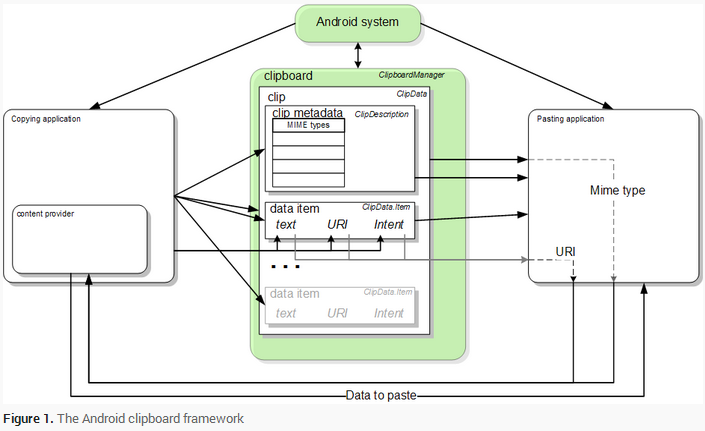 Android system
clipboard
ClipboardManager
clip
ClipData
clip metadata
ClipDescription
MIME types
Copying application
content provider
data item
ClipData.Item
text URI Intent
. . .
data item
ClipData.Item
text URI Intent
Pasting application
Mime type
URI
Data to paste
Figure 1. The Android clipboard framework